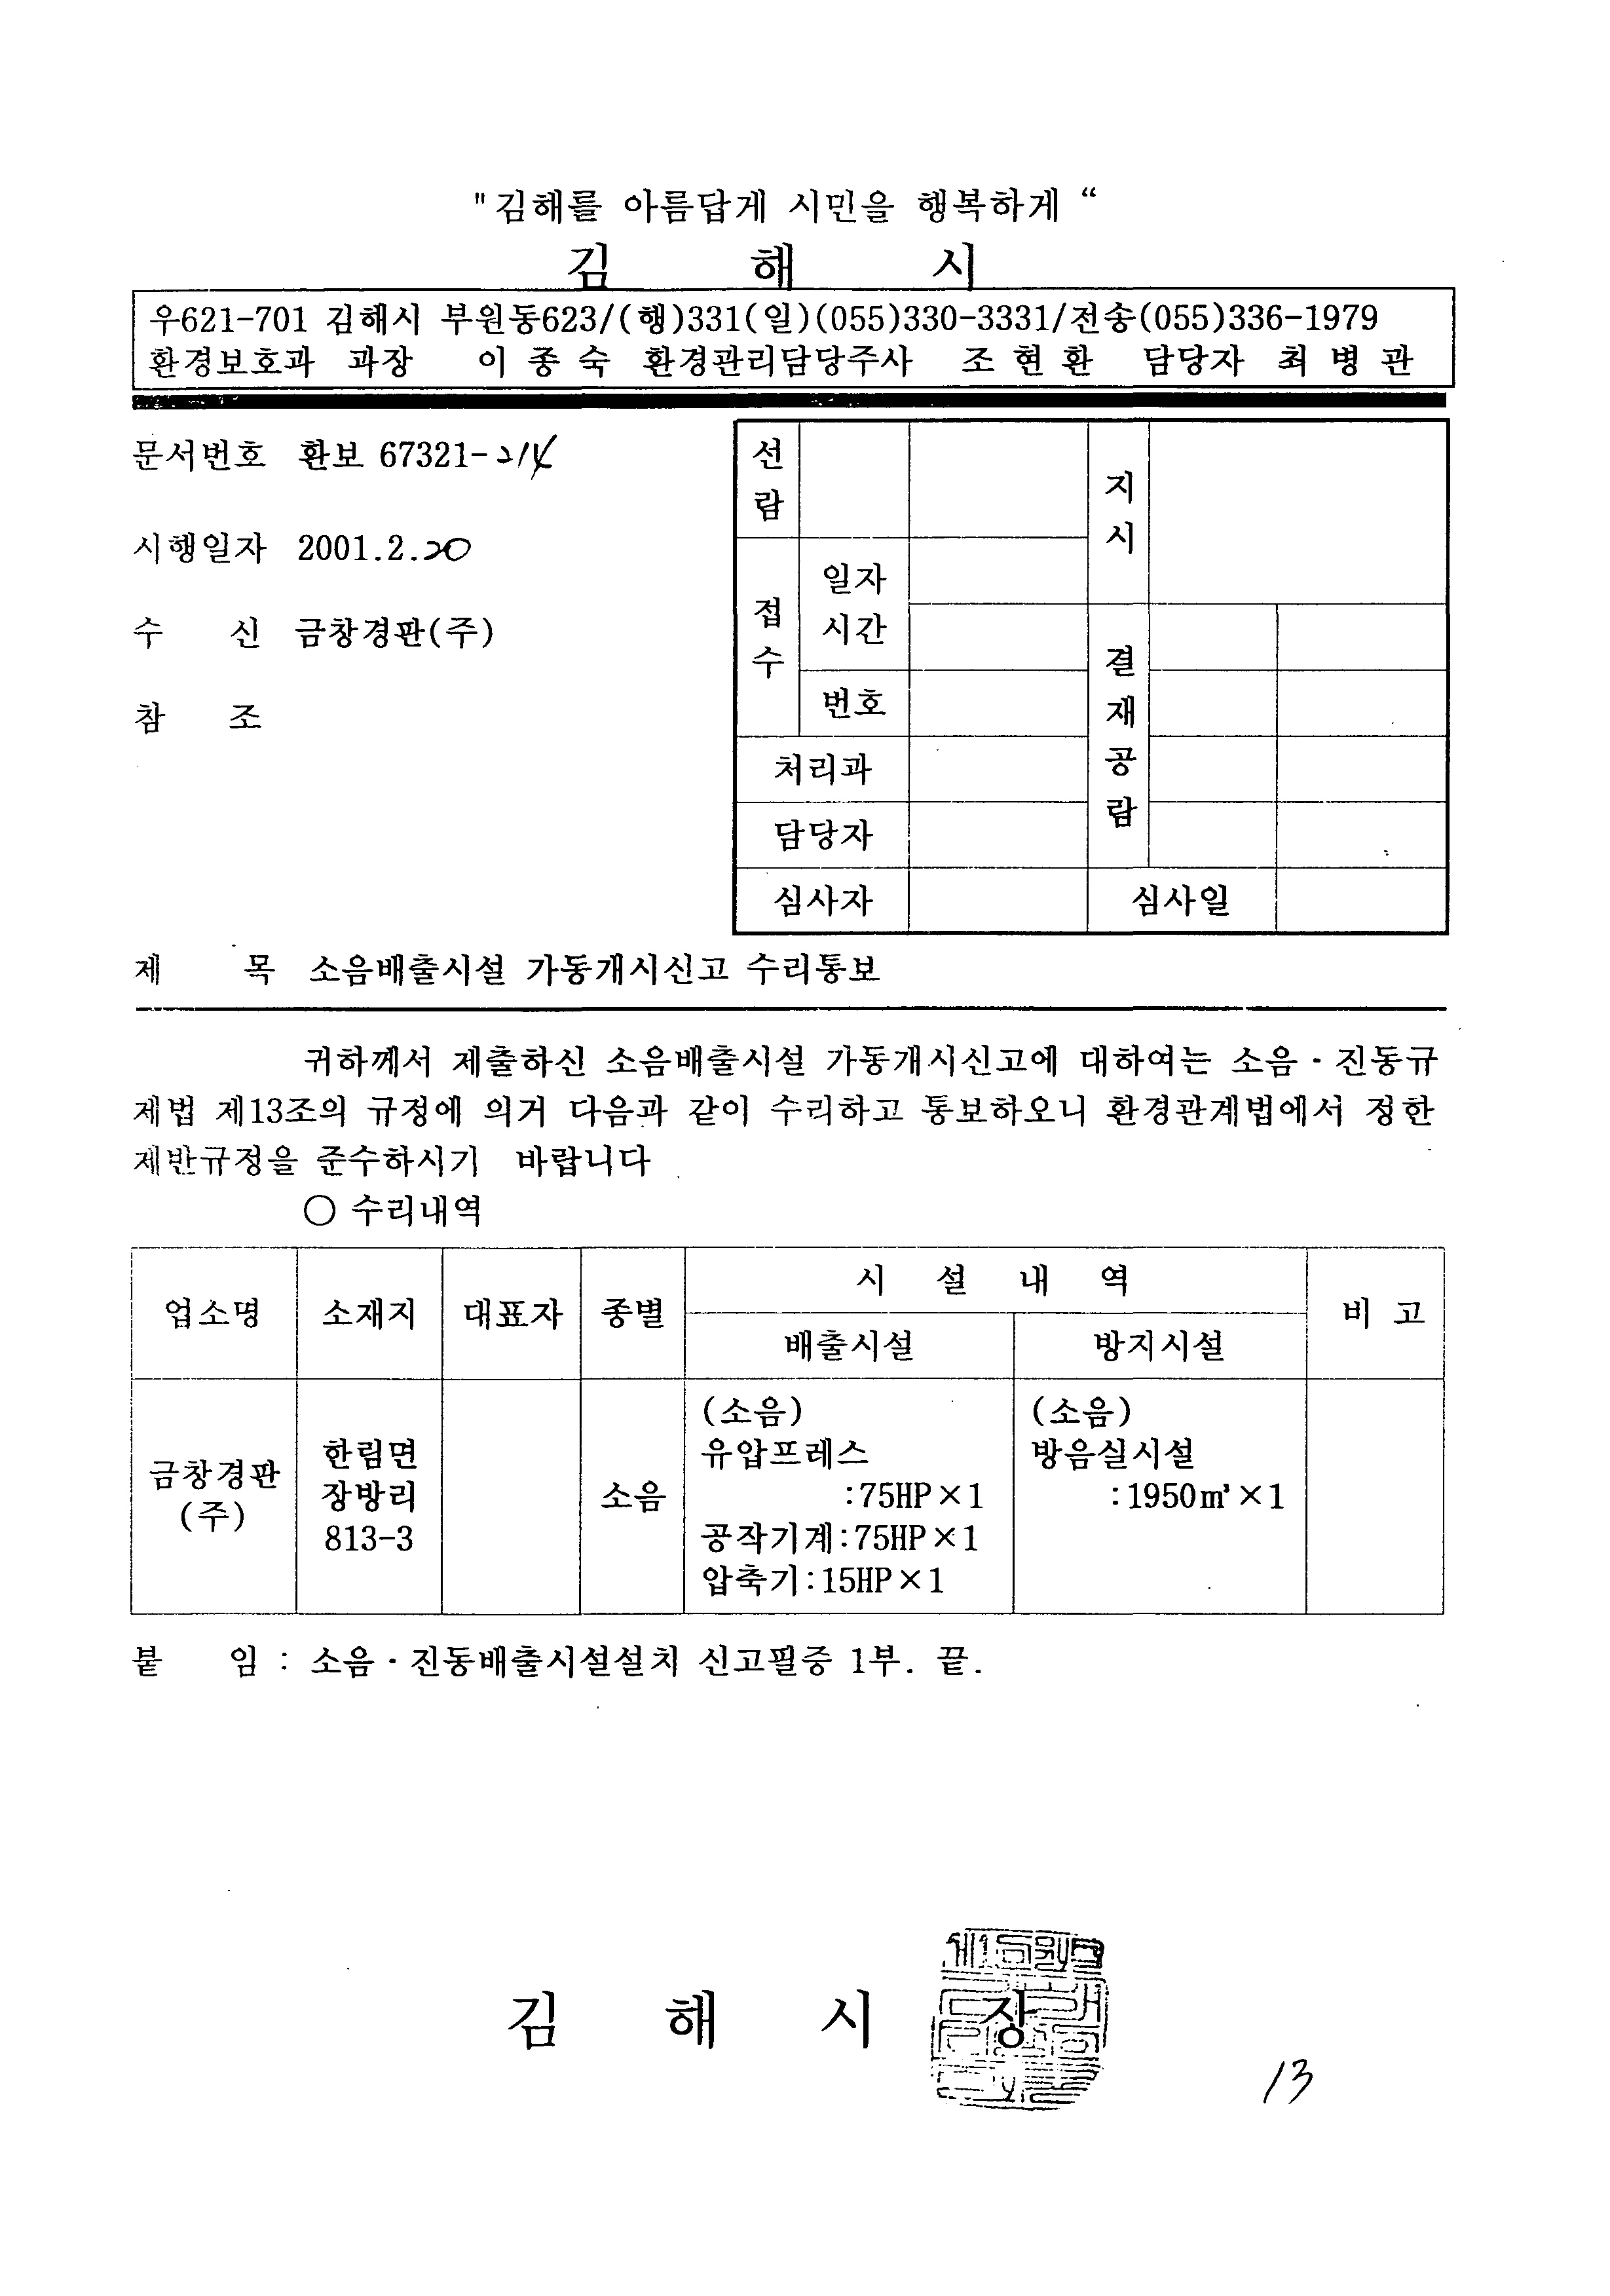 "김해를 아름답게 시민을 행복하게 “
김 해 시
우621-701 김해시 부원동623/(행)331(일)(055)330-3331/전송(055)336-1979
환경보호과 과장 이 종 숙 환경관리담당주사 조 현 환 담당자 최 병 관
문서번호 환보 67321-214
시행일자 2001.2.20
수 신 금창경판(주)
참 조
선람
지시
접수
일자
시간
번호
결재공람
처리과
담당자
심사자 심사일
제 목 소음배출시설 가동개시신고 수리통보
귀하께서 제출하신 소음배출시설 가동개시신고에 대하여는 소음·진동규
제법 제13조의 규정에 의거 다음과 같이 수리하고 통보하오니 환경관계법에서 정한
제반규정을 준수하시기 바랍니다
○ 수리내역
업소명 소재지 대표자 종별 시 설 내 역 비 고
배출시설 방지시설
금창경판
(주)
한림면
장방리
813-3
소음
(소음)
유압프레스
:75HP×1
공작기계:75HP×1
압축기:15HP×1
(소음)
방음실시설
:1950㎥×1
붙 임 : 소음·진동배출시설설치 신고필증 1부. 끝.
김 해 시 장
13